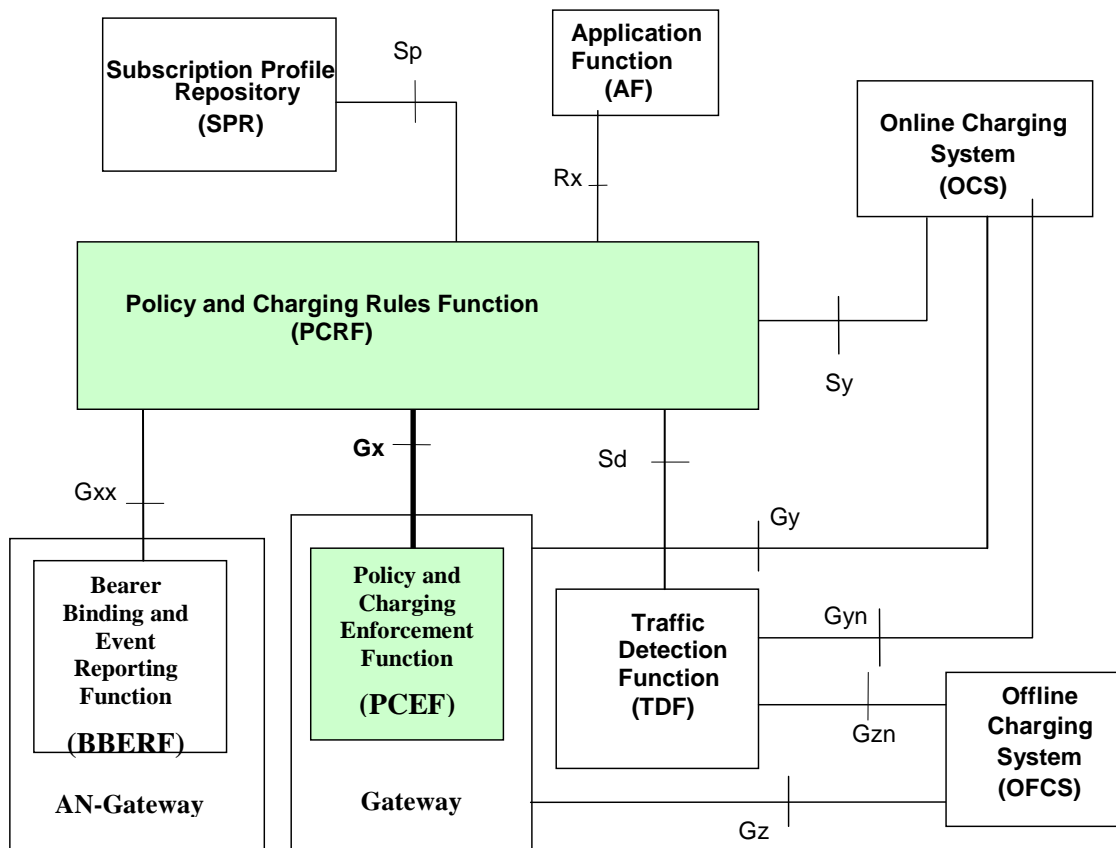 Subscription Profile
Repository
(SPR)
Sp
Application
Function
(AF)
Rx
Online Charging
System
(OCS)
Policy and Charging Rules Function
(PCRF)
Sy
Gxx
Gx
Sd
Gy
Bearer
Binding and
Event
Reporting
Function
(BBERF)
AN-Gateway
Policy and
Charging
Enforcement
Function
(PCEF)
Gateway
Traffic
Detection
Function
(TDF)
Gyn
Gzn
Gz
Offline
Charging
System
(OFCS)